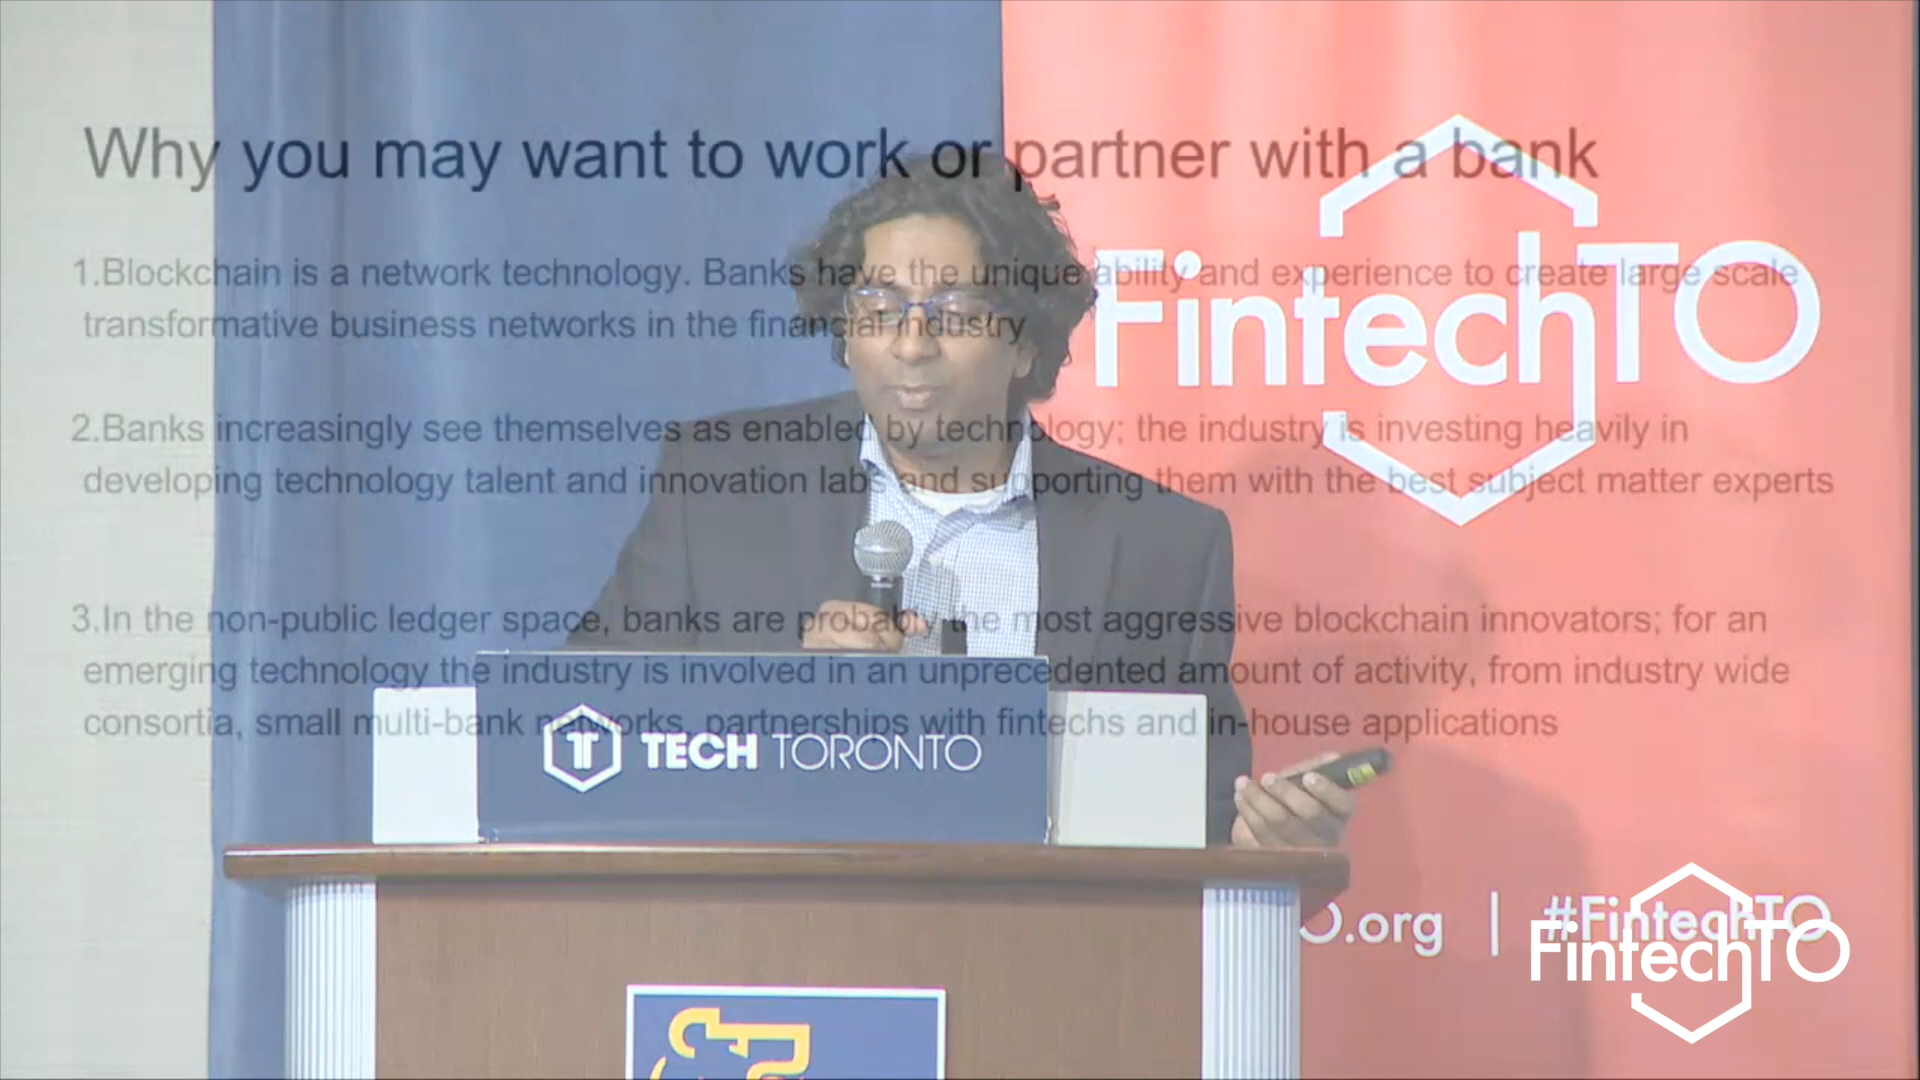 Why you may want to work or partner with a bank
1.Blockchain is a network technology. Banks have the unique ability and experience to create large scale
transformative business networks in the financial industry
2.Banks increasingly see themselves as enabled by technology; the industry is investing heavily in
developing technology talent and innovation labs and supporting them with the best subject matter experts
3.In the non-public ledger space, banks are probably the most aggressive blockchain innovators; for an
emerging technology the industry is involved in an unprecedented amount of activity, from industry wide
consortia, small multi-bank networks, partnerships with fintechs and in-house applications
FintechTO
TECH TORONTO
O.org | #FintechTO
FintechTO